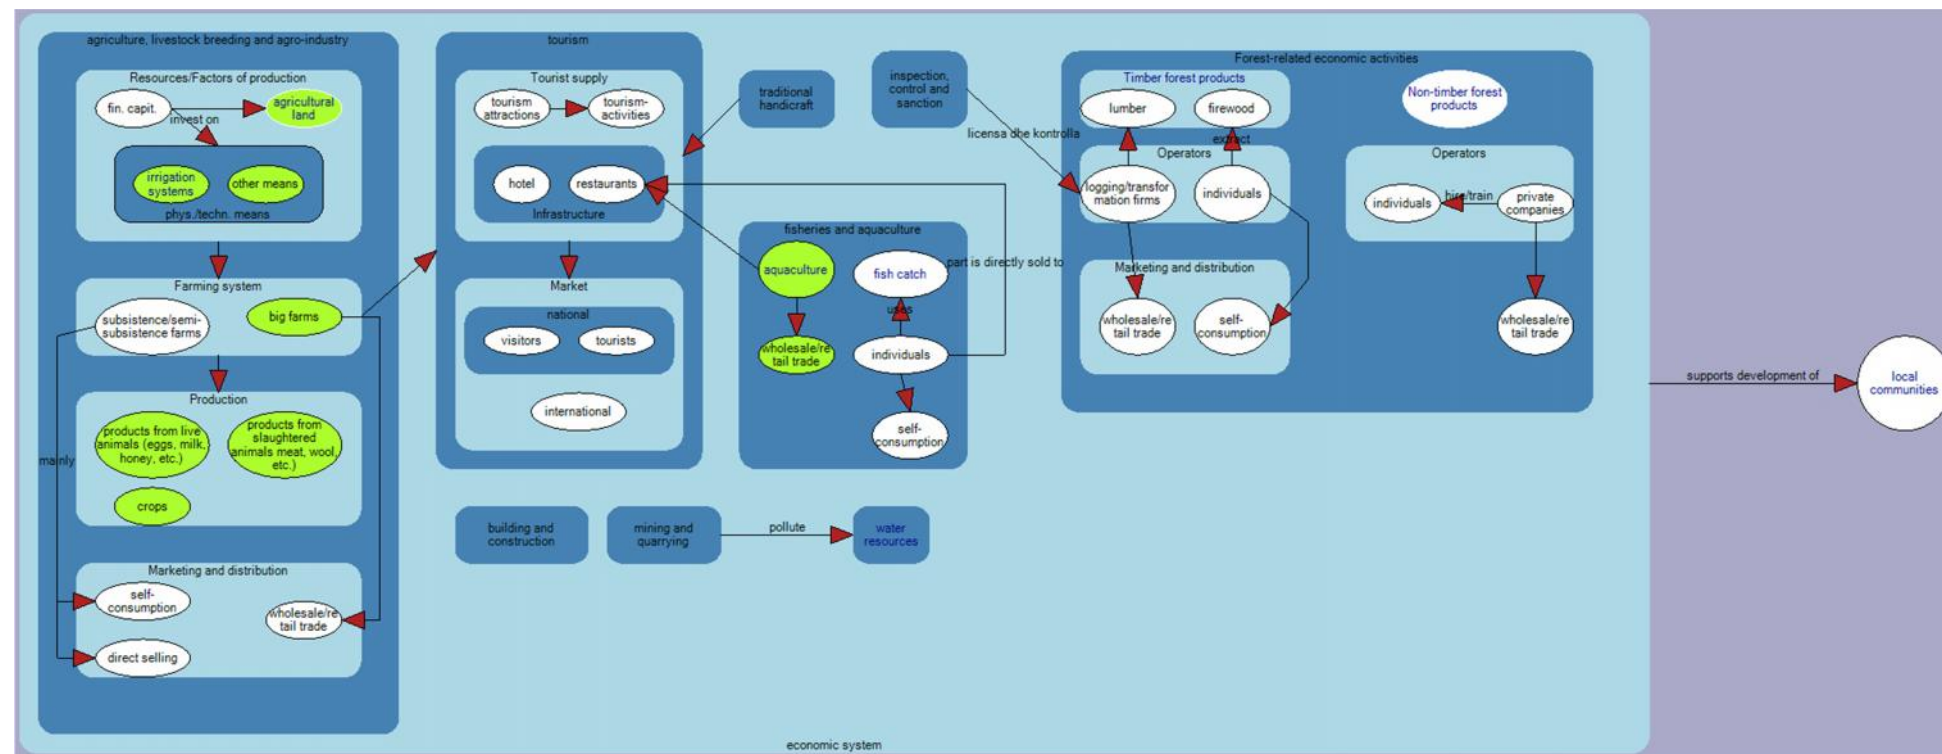 agriculture, livestock breeding and agro-industry
Resources/Factors of production
fin. capit.
agricultural
land
invest on
irrigation
systems
other means
phys./techn. means
Farming system
subsistence/semi-
subsistence farms
big farms
Production
products from live
animals (eggs, milk,
honey, etc.)
products from
slaughtered
animals meat, wool,
etc.)
crops
mainly
Marketing and distribution
self-
consumption
wholesale/re
tail trade
direct selling
tourism
Tourist supply
tourism
attractions
tourism-
activities
hotel
restaurants
Infrastructure
Market
national
visitors
tourists
international
traditional
handicraft
inspection,
control and
sanction
licensa dhe kontrolla
fisheries and aquaculture
aquaculture
fish catch
part is directly sold to
uses
wholesale/re
tail trade
individuals
self-
consumption
building and
construction
mining and
quarrying
pollute
water
resources
Forest-related economic activities
Timber forest products
lumber
firewood
extract
Operators
logging/transfor
mation firms
individuals
Marketing and distribution
wholesale/re
tail trade
self-
consumption
Non-timber forest
products
Operators
individuals
hire/train
private
companies
wholesale/re
tail trade
supports development of
local
communities
economic system